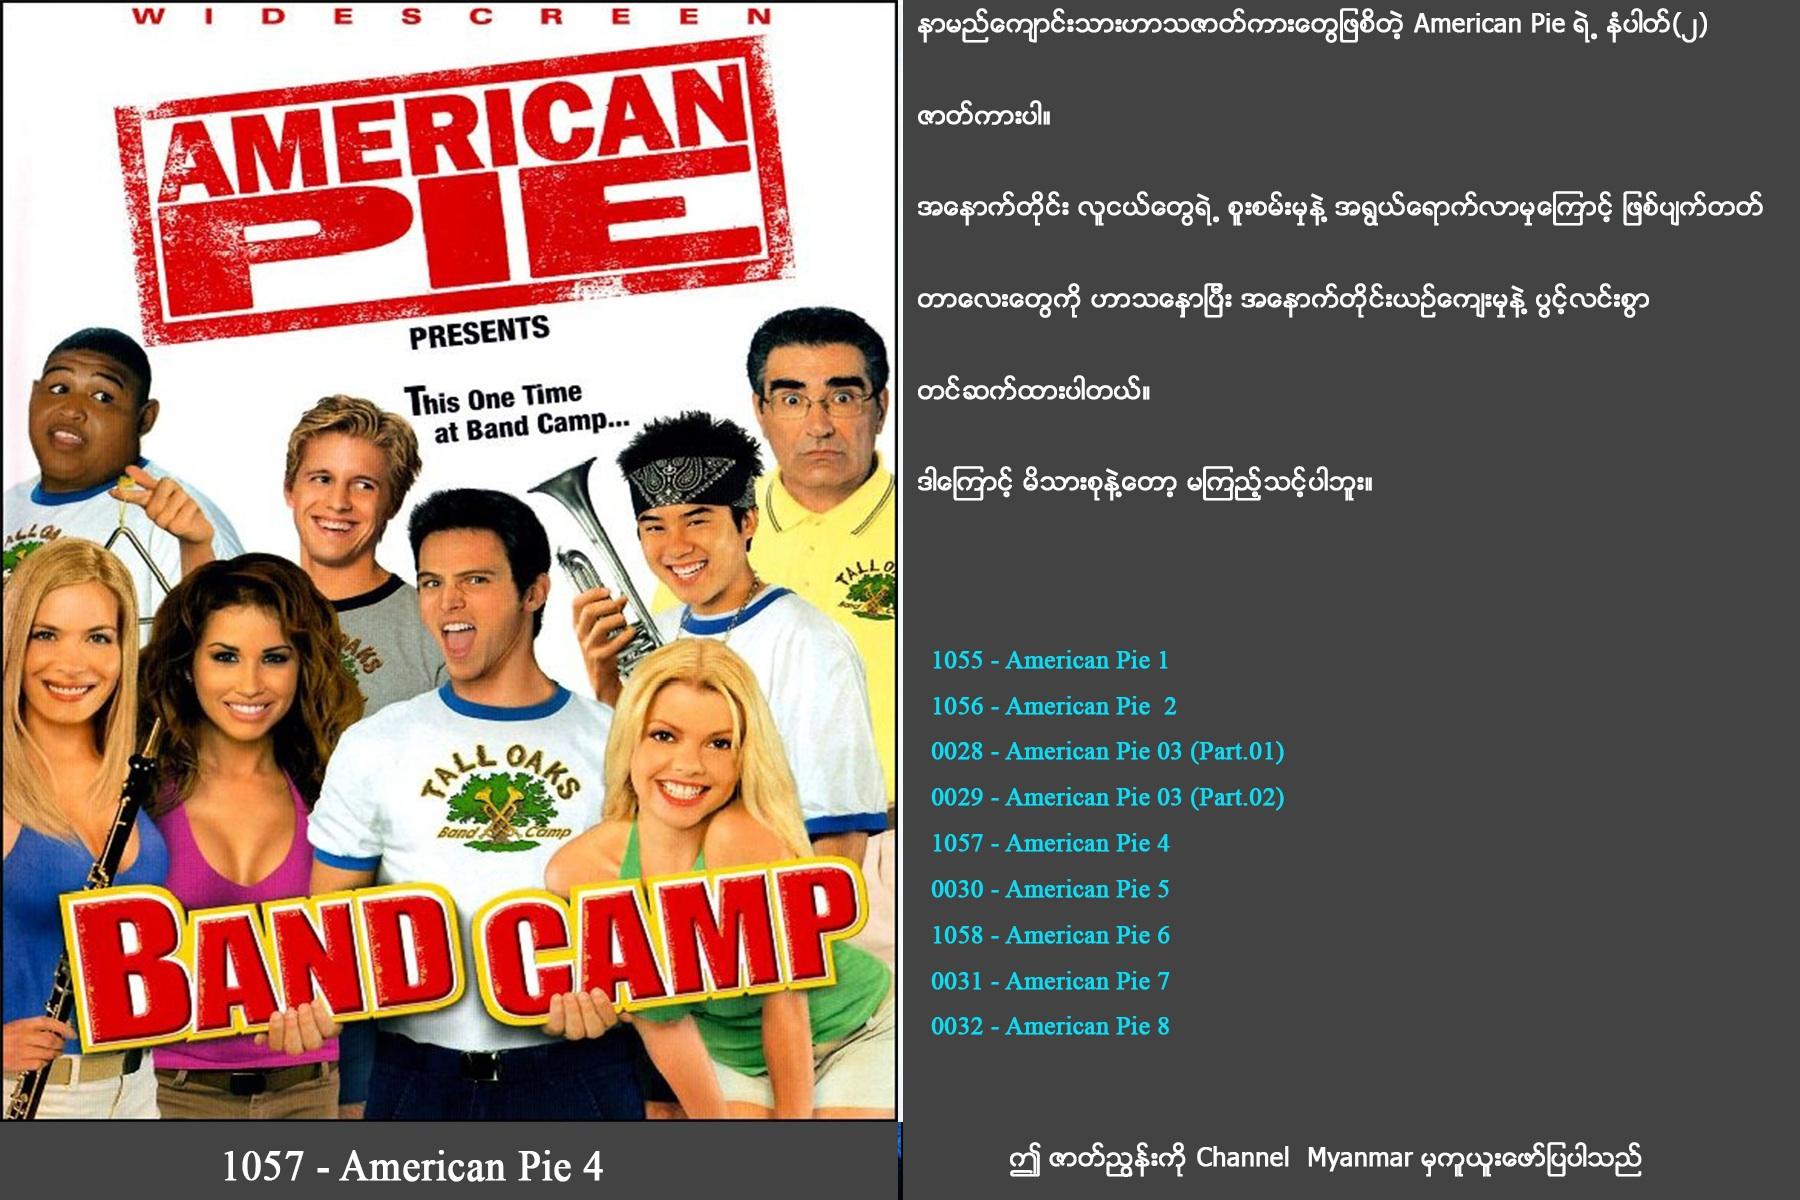 WIDESCREEN
AMERICAN
PIE
PRESENTS
This One Time
at Band Camp...
TALL OAKS
Band Camp
BAND CAMP
1057 - American Pie 4
နာမည်ကျောင်းသားဟာသဇာတ်ကားတွေဖြစ်တဲ့ American Pie ရဲ့ နံပါတ်(၂)
ဇာတ်ကားပါ။
အနောက်တိုင်း လူငယ်တွေရဲ့ စူးစမ်းမှုနဲ့ အရွယ်ရောက်လာမှုကြောင့် ဖြစ်ပျက်တတ်
တာလေးတွေကို ဟာသနှောပြီး အနောက်တိုင်းယဉ်ကျေးမှုနဲ့ ပွင့်လင်းစွာ
တင်ဆက်ထားပါတယ်။
ဒါကြောင့် မိသားစုနဲ့တော့ မကြည့်သင့်ပါဘူး။
1055 - American Pie 1
1056 - American Pie 2
0028 - American Pie 03 (Part.01)
0029 - American Pie 03 (Part.02)
1057 - American Pie 4
0030 - American Pie 5
1058 - American Pie 6
0031 - American Pie 7
0032 - American Pie 8
ဤ ဇာတ်ညွှန်းကို Channel Myanmar မှကူယူးဖော်ပြပါသည်